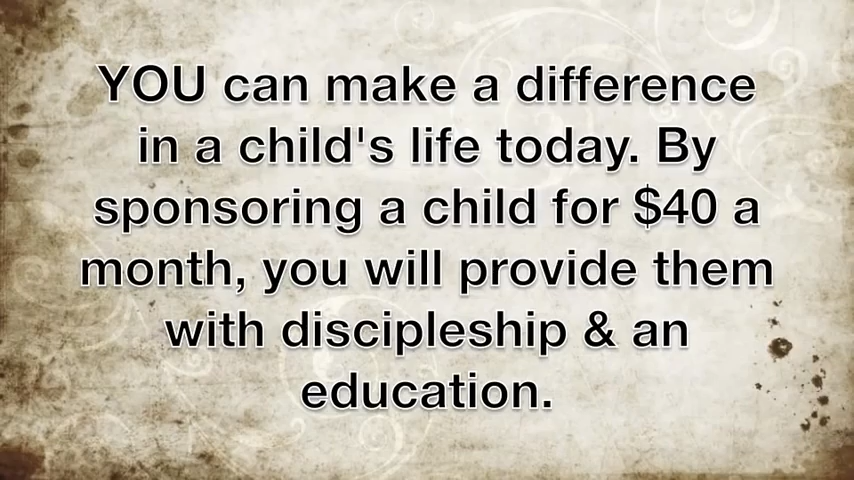 YOU can make a difference
in a child's life today. By
sponsoring a child for $40 a
month, you will provide them
with discipleship & an
education.